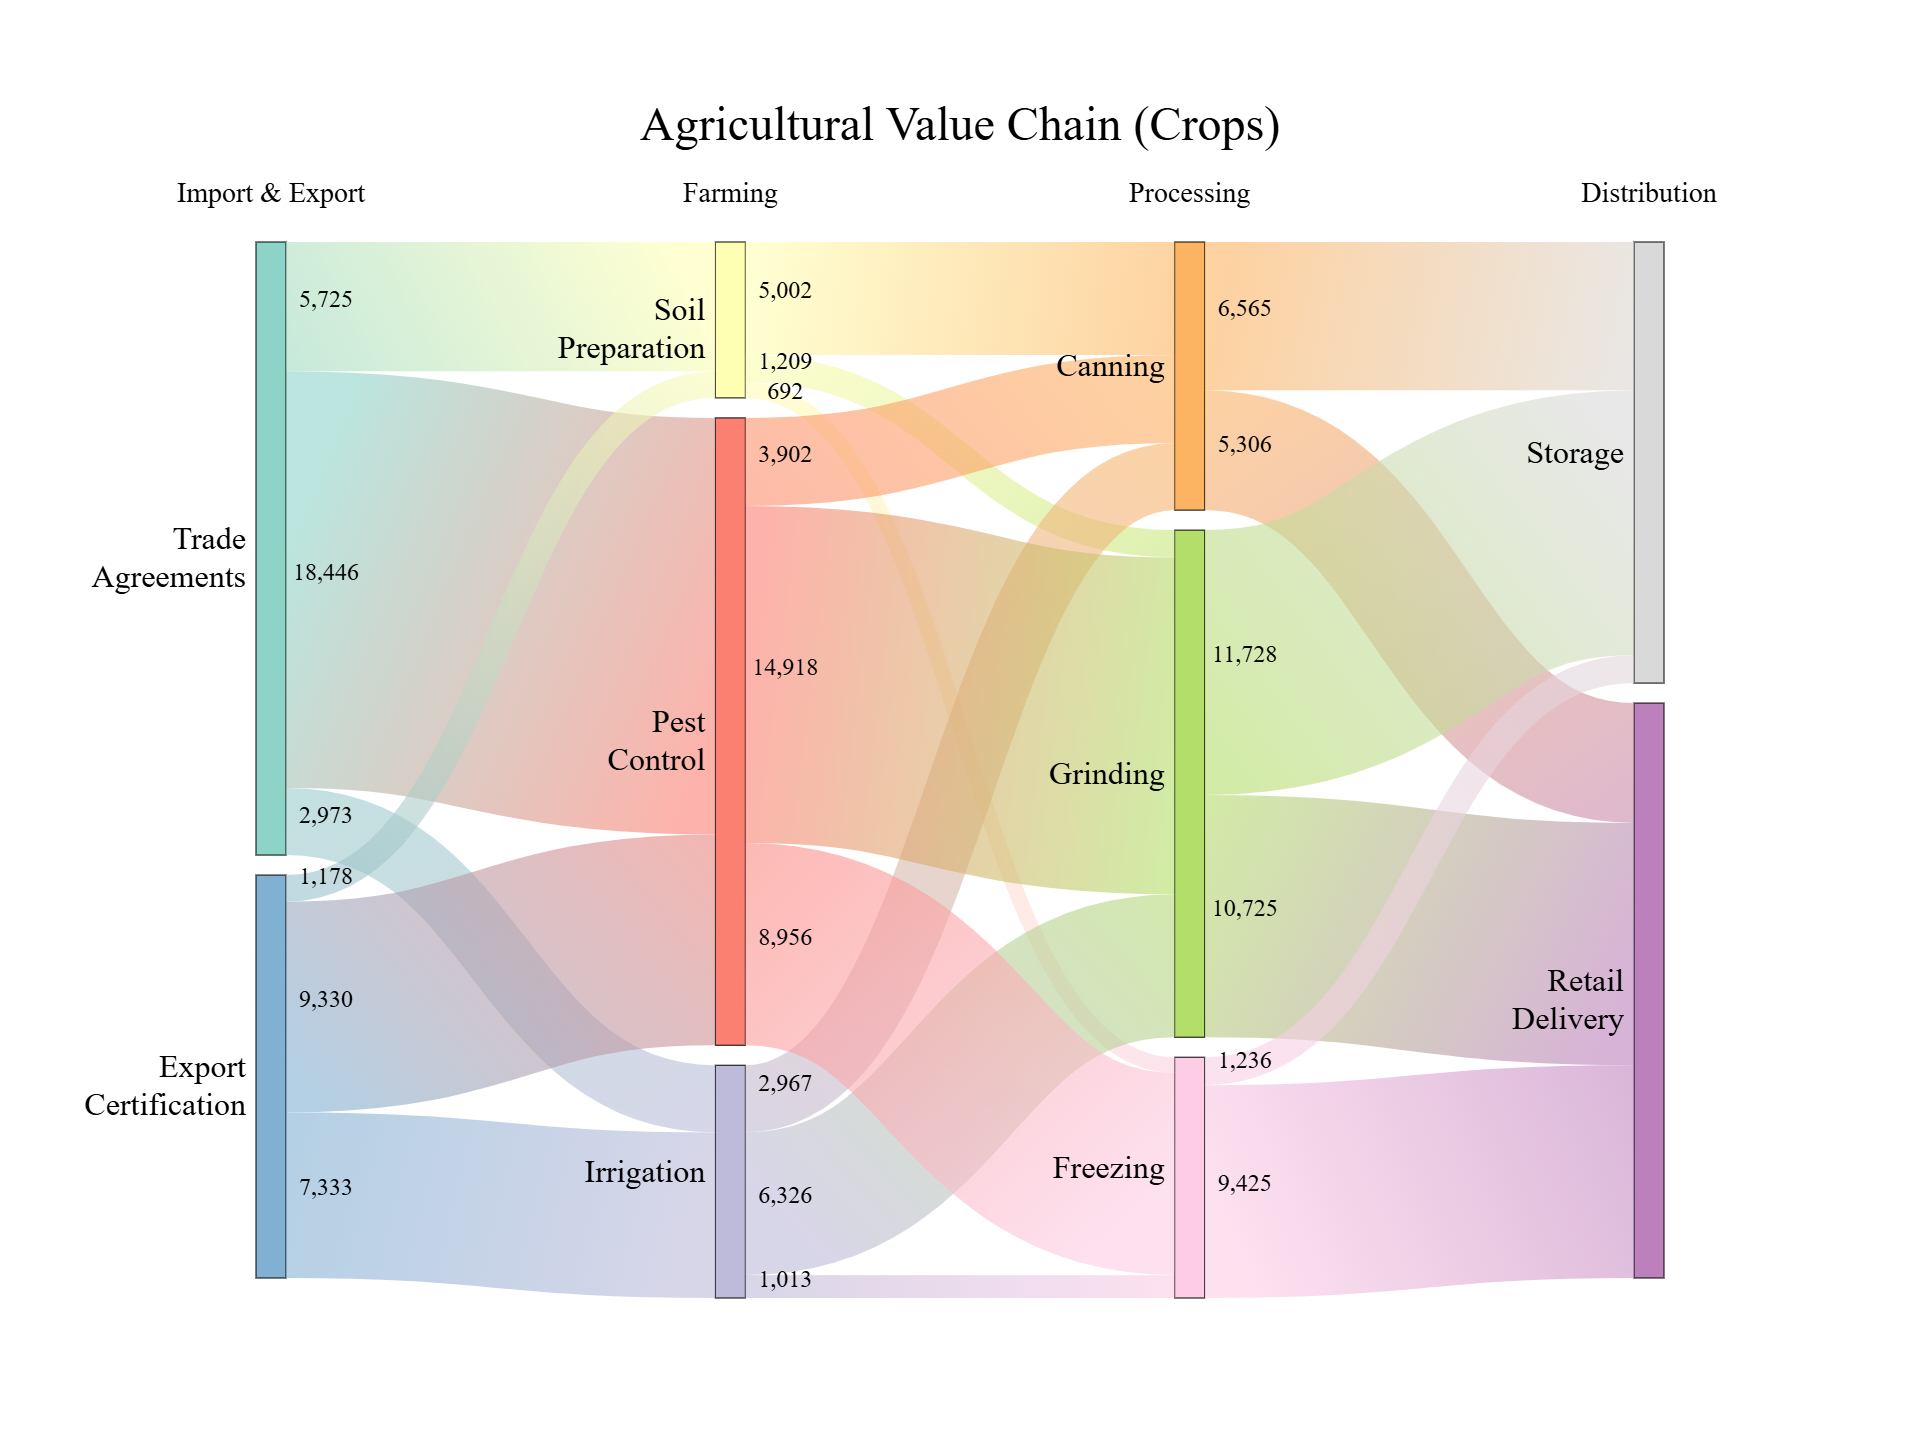 Agricultural Value Chain (Crops)
Import & Export
Farming
Processing
Distribution
Trade
Agreements
Export
Certification
5,725
18,446
2,973
1,178
9,330
7,333
Soil
Preparation
Pest
Control
Irrigation
5,002
1,209
692
3,902
14,918
8,956
2,967
6,326
1,013
Canning
Grinding
Freezing
6,565
5,306
11,728
10,725
1,236
9,425
Storage
Retail
Delivery